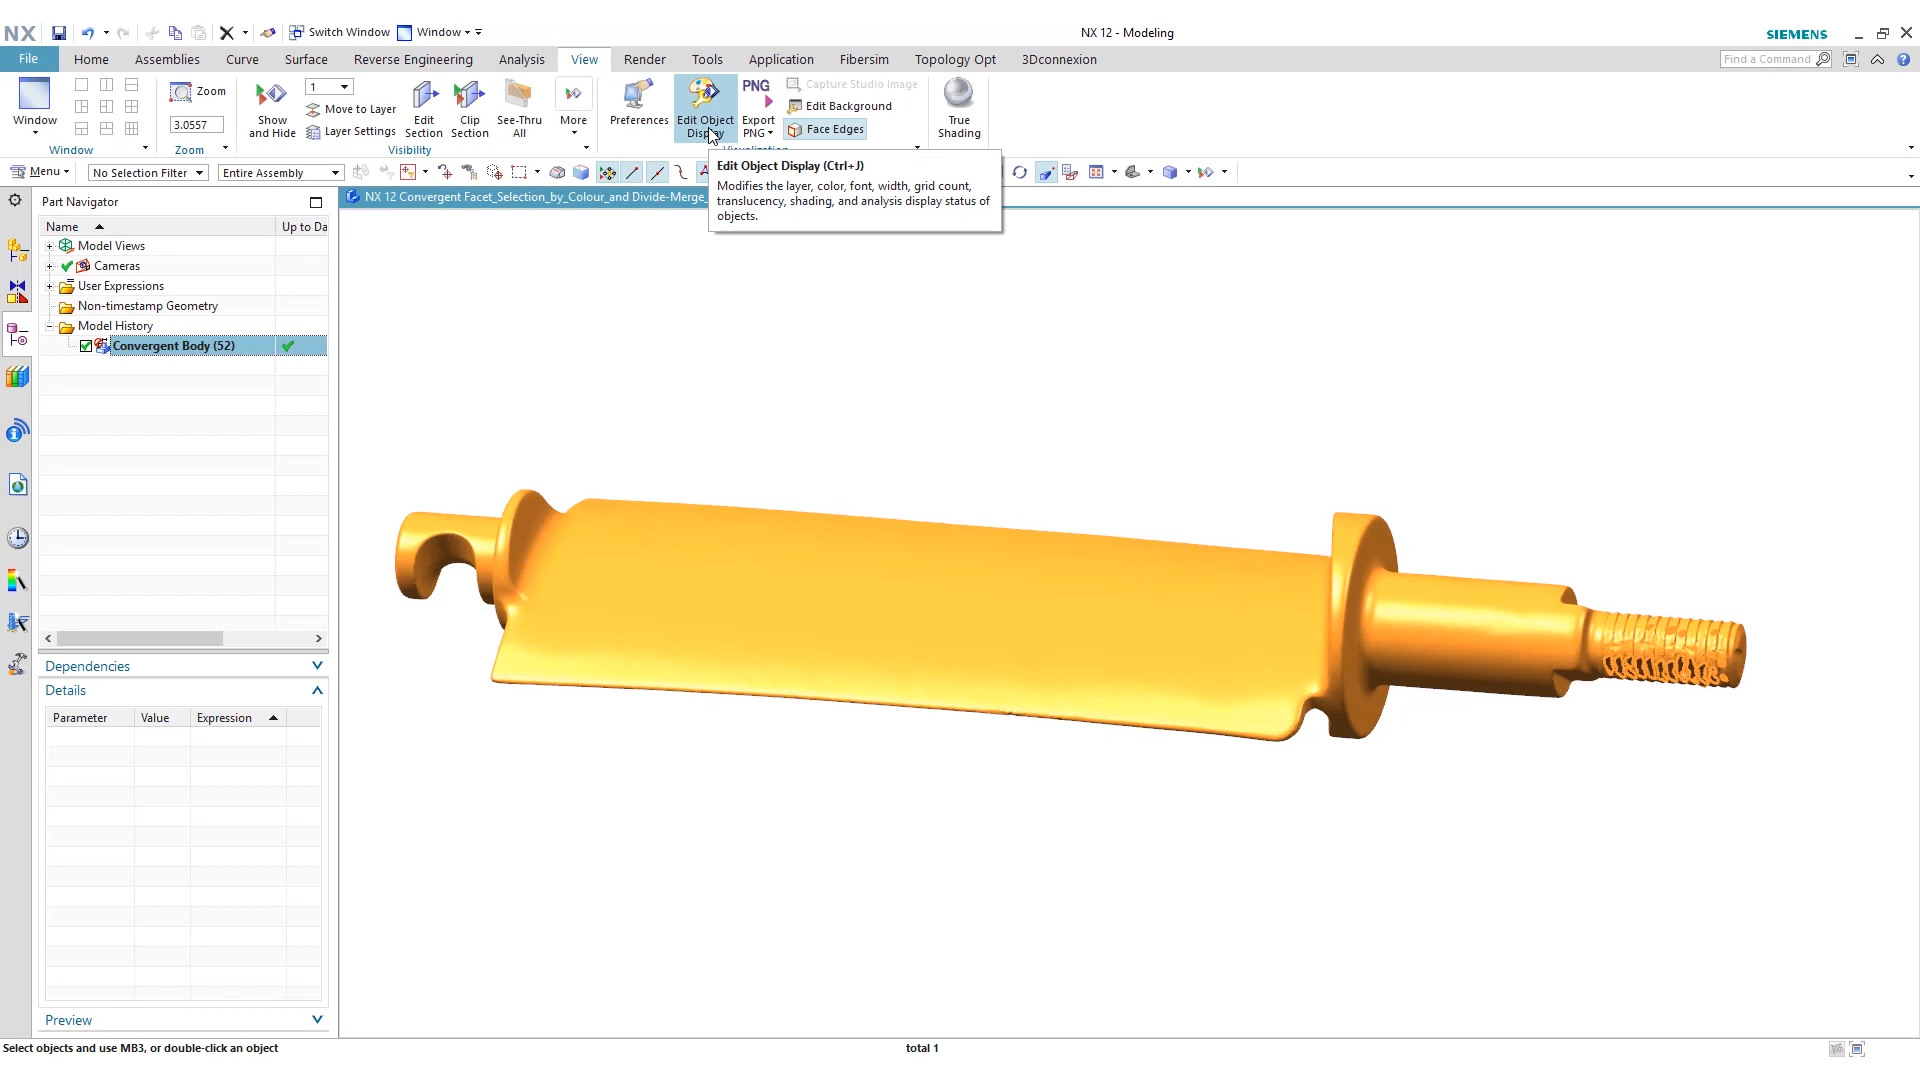 NX
Switch Window
Window
NX 12 - Modeling
SIEMENS
File
Home
Assemblies
Curve
Surface
Reverse Engineering
Analysis
View
Render
Tools
Application
Fibersim
Topology Opt
3Dconnexion
Find a Command
Window
Window
Zoom
3.0557
Zoom
Show
and Hide
1
Move to Layer
Layer Settings
Edit
Section
Clip
Section
See-Thru
All
More
Visibility
Preferences
Edit Object
Display
PNG
Export
PNG
Capture Studio Image
Edit Background
Face Edges
True
Shading
Menu
No Selection Filter
Entire Assembly
Edit Object Display (Ctrl+J)
Modifies the layer, color, font, width, grid count,
translucency, shading, and analysis display status of
objects.
Part Navigator
NX 12 Convergent Facet_Selection_by_Colour_and Divide-Merge_
Name
Up to Da
Model Views
Cameras
User Expressions
Non-timestamp Geometry
Model History
Convergent Body (52)
Dependencies
Details
Parameter
Value
Expression
Preview
Select objects and use MB3, or double-click an object
total 1